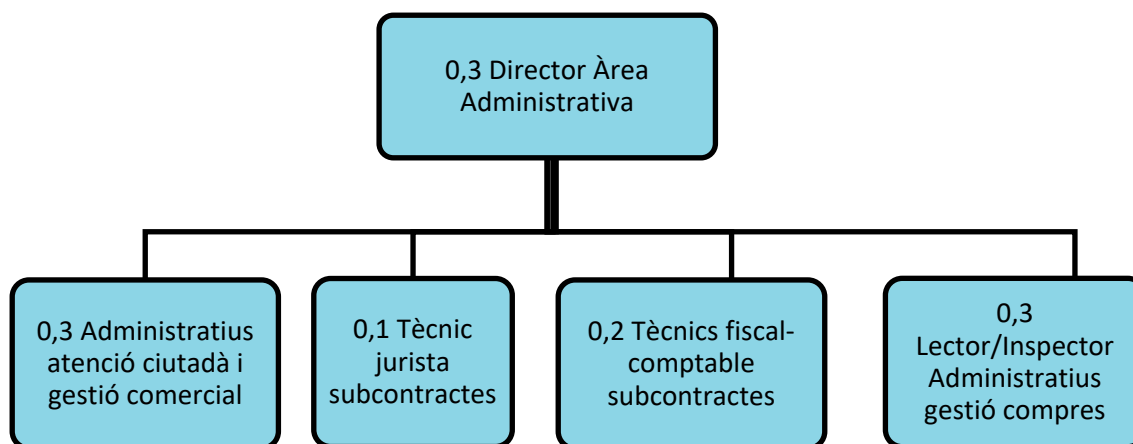 0,3 Director Àrea
Administrativa
0,3 Administratius
atenció ciutadà i
gestió comercial
0,1 Tècnic
jurista
subcontractes
0,2 Tècnics fiscal-
comptable
subcontractes
0,3
Lector/Inspector
Administratius
gestió compres